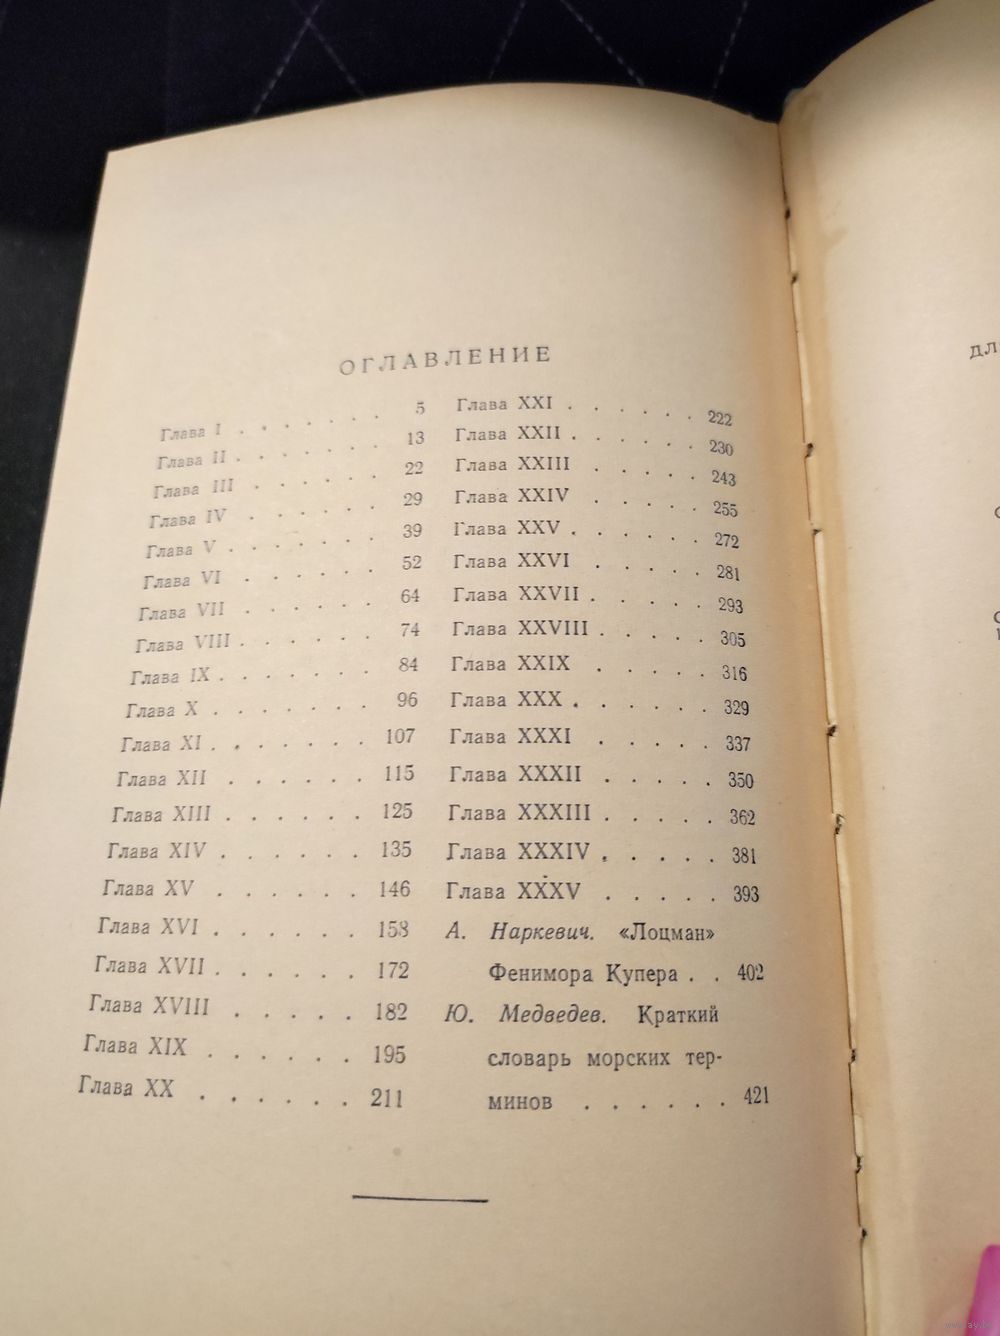 ОГЛАВЛЕНИЕ
Глава I . . . . . . 5
Глава II . . . . . . 13
Глава III . . . . . . 22
Глава IV . . . . . . 29
Глава V . . . . . . . 39
Глава VI . . . . . . 52
Глава VII . . . . . . 64
Глава VIII . . . . . . 74
Глава IX . . . . . . . 84
Глава X . . . . . . . 96
Глава XI . . . . . . . 107
Глава XII . . . . . . 115
Глава XIII . . . . . . 125
Глава XIV . . . . . . 135
Глава XV . . . . . . 146
Глава XVI . . . . . . 158
Глава XVII . . . . . . 172
Глава XVIII . . . . . 182
Глава XIX . . . . . . 195
Глава XX . . . . . . 211
Глава XXI . . . . . . 222
Глава XXII . . . . . . 230
Глава XXIII . . . . . 243
Глава XXIV . . . . . 255
Глава XXV . . . . . . 272
Глава XXVI . . . . . 281
Глава XXVII . . . . . 293
Глава XXVIII . . . . . 305
Глава XXIX . . . . . 316
Глава XXX . . . . . . 329
Глава XXXI . . . . . 337
Глава XXXII . . . . . 350
Глава XXXIII . . . . . 362
Глава XXXIV . . . . . 381
Глава XXXV . . . . . 393
А. Наркевич. «Лоцман»
Фенимора Купера . . 402
Ю. Медведев. Краткий
словарь морских тер-
минов . . . . . . 421